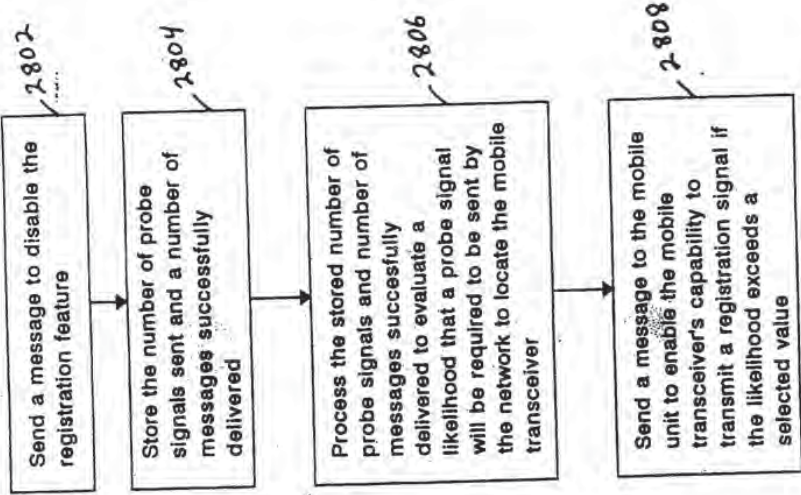 Send a message to disable the
registration feature
2802
Store the number of probe
signals sent and a number of
messages successfully
delivered
2804
Process the stored number of
probe signals and number of
messages succesfully
delivered to evaluate a
likelihood that a probe signal
will be required to be sent by
the network to locate the mobile
transceiver
2806
Send a message to the mobile
unit to enable the mobile
transceiver's capability to
transmit a registration signal if
the likelihood exceeds a
selected value
2808